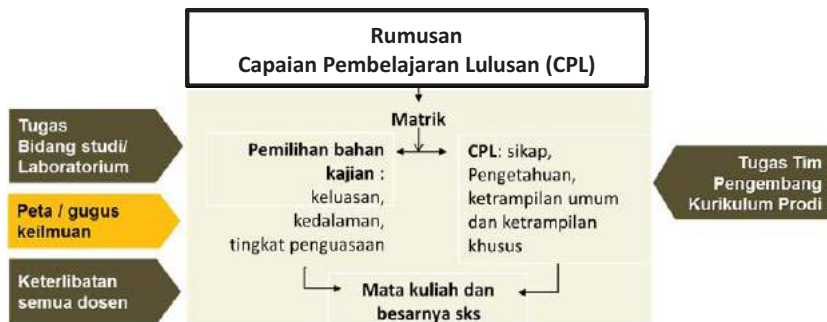 Rumusan
Capaian Pembelajaran Lulusan (CPL)
Matrik
Tugas
Bidang studi/
Laboratorium
Peta / gugus
keilmuan
Keterlibatan
semua dosen
Pemilihan bahan
kajian :
keluasan,
kedalaman,
tingkat penguasaan
CPL: sikap,
Pengetahuan,
ketrampilan umum
dan ketrampilan
khusus
Tugas Tim
Pengembang
Kurikulum Prodi
Mata kuliah dan
besarnya sks